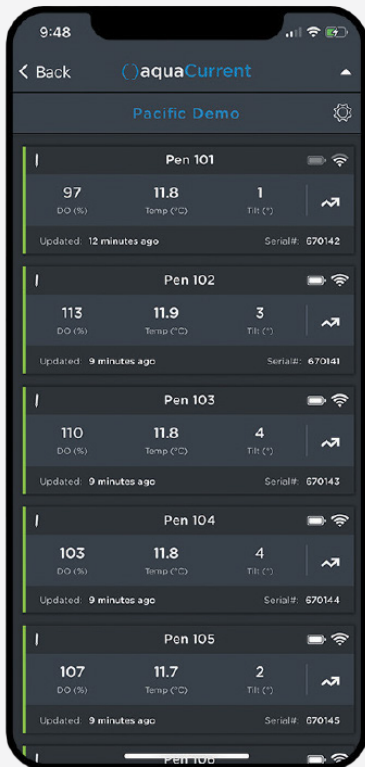 9:48
Back
aquaCurrent
Pacific Demo
Pen 101
97 11.8 1
DO (%) Temp (°C) Tilt (°)
Updated: 12 minutes ago Serial#: 670142
Pen 102
113 11.9 3
DO (%) Temp (°C) Tilt (°)
Updated: 9 minutes ago Serial#: 670141
Pen 103
110 11.8 4
DO (%) Temp (°C) Tilt (°)
Updated: 9 minutes ago Serial#: 670143
Pen 104
103 11.8 4
DO (%) Temp (°C) Tilt (°)
Updated: 9 minutes ago Serial#: 670144
Pen 105
107 11.7 2
DO (%) Temp (°C) Tilt (°)
Updated: 9 minutes ago Serial#: 670145
Pen 106